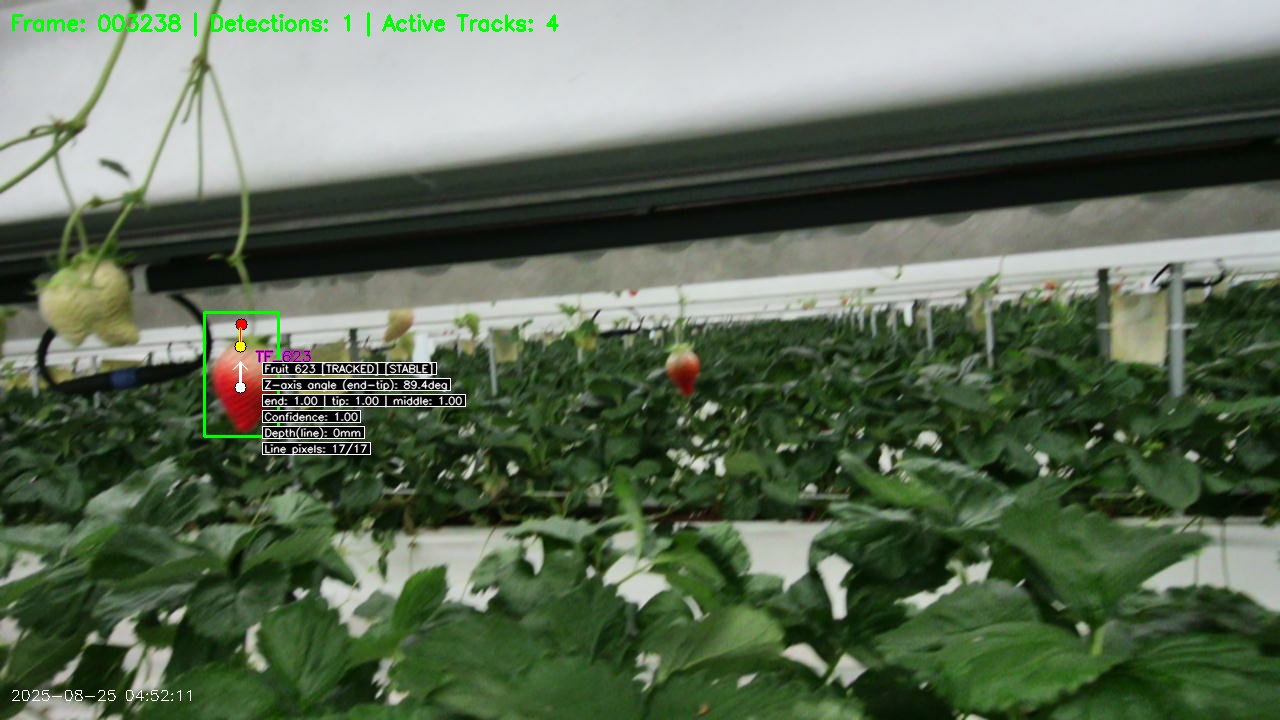 Frame: 003238 | Detections: 1 | Active Tracks: 4
TF_623
Fruit 623 [TRACKED] [STABLE]
Z-axis angle (end-tip): 89.4deg
end: 1.00 | tip: 1.00 | middle: 1.00
Confidence: 1.00
Depth(line): 0mm
Line pixels: 17/17
2025-08-25 04:52:11